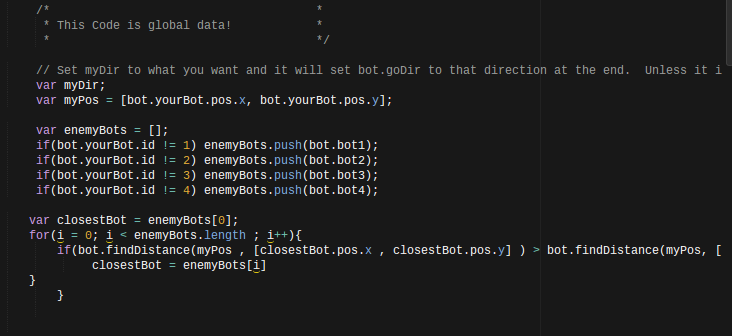 /* *
* This Code is global data! *
* */
// Set myDir to what you want and it will set bot.goDir to that direction at the end. Unless it i
var myDir;
var myPos = [bot.yourBot.pos.x, bot.yourBot.pos.y];
var enemyBots = [];
if(bot.yourBot.id != 1) enemyBots.push(bot.bot1);
if(bot.yourBot.id != 2) enemyBots.push(bot.bot2);
if(bot.yourBot.id != 3) enemyBots.push(bot.bot3);
if(bot.yourBot.id != 4) enemyBots.push(bot.bot4);
var closestBot = enemyBots[0];
for(i = 0; i < enemyBots.length ; i++){
if(bot.findDistance(myPos , [closestBot.pos.x , closestBot.pos.y] ) > bot.findDistance(myPos, [
closestBot = enemyBots[i]
}
}